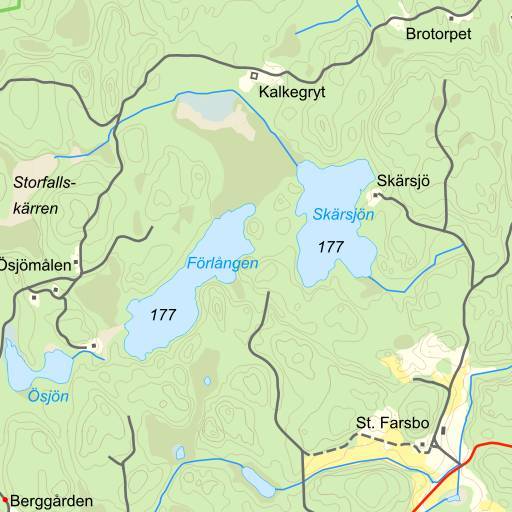 Brotorpet
Kalkegryt
Storfalls-
kärren
Skärsjö
Skärsjön
177
Ösjömålen
Förlången
177
Ösjön
St. Farsbo
Berggården